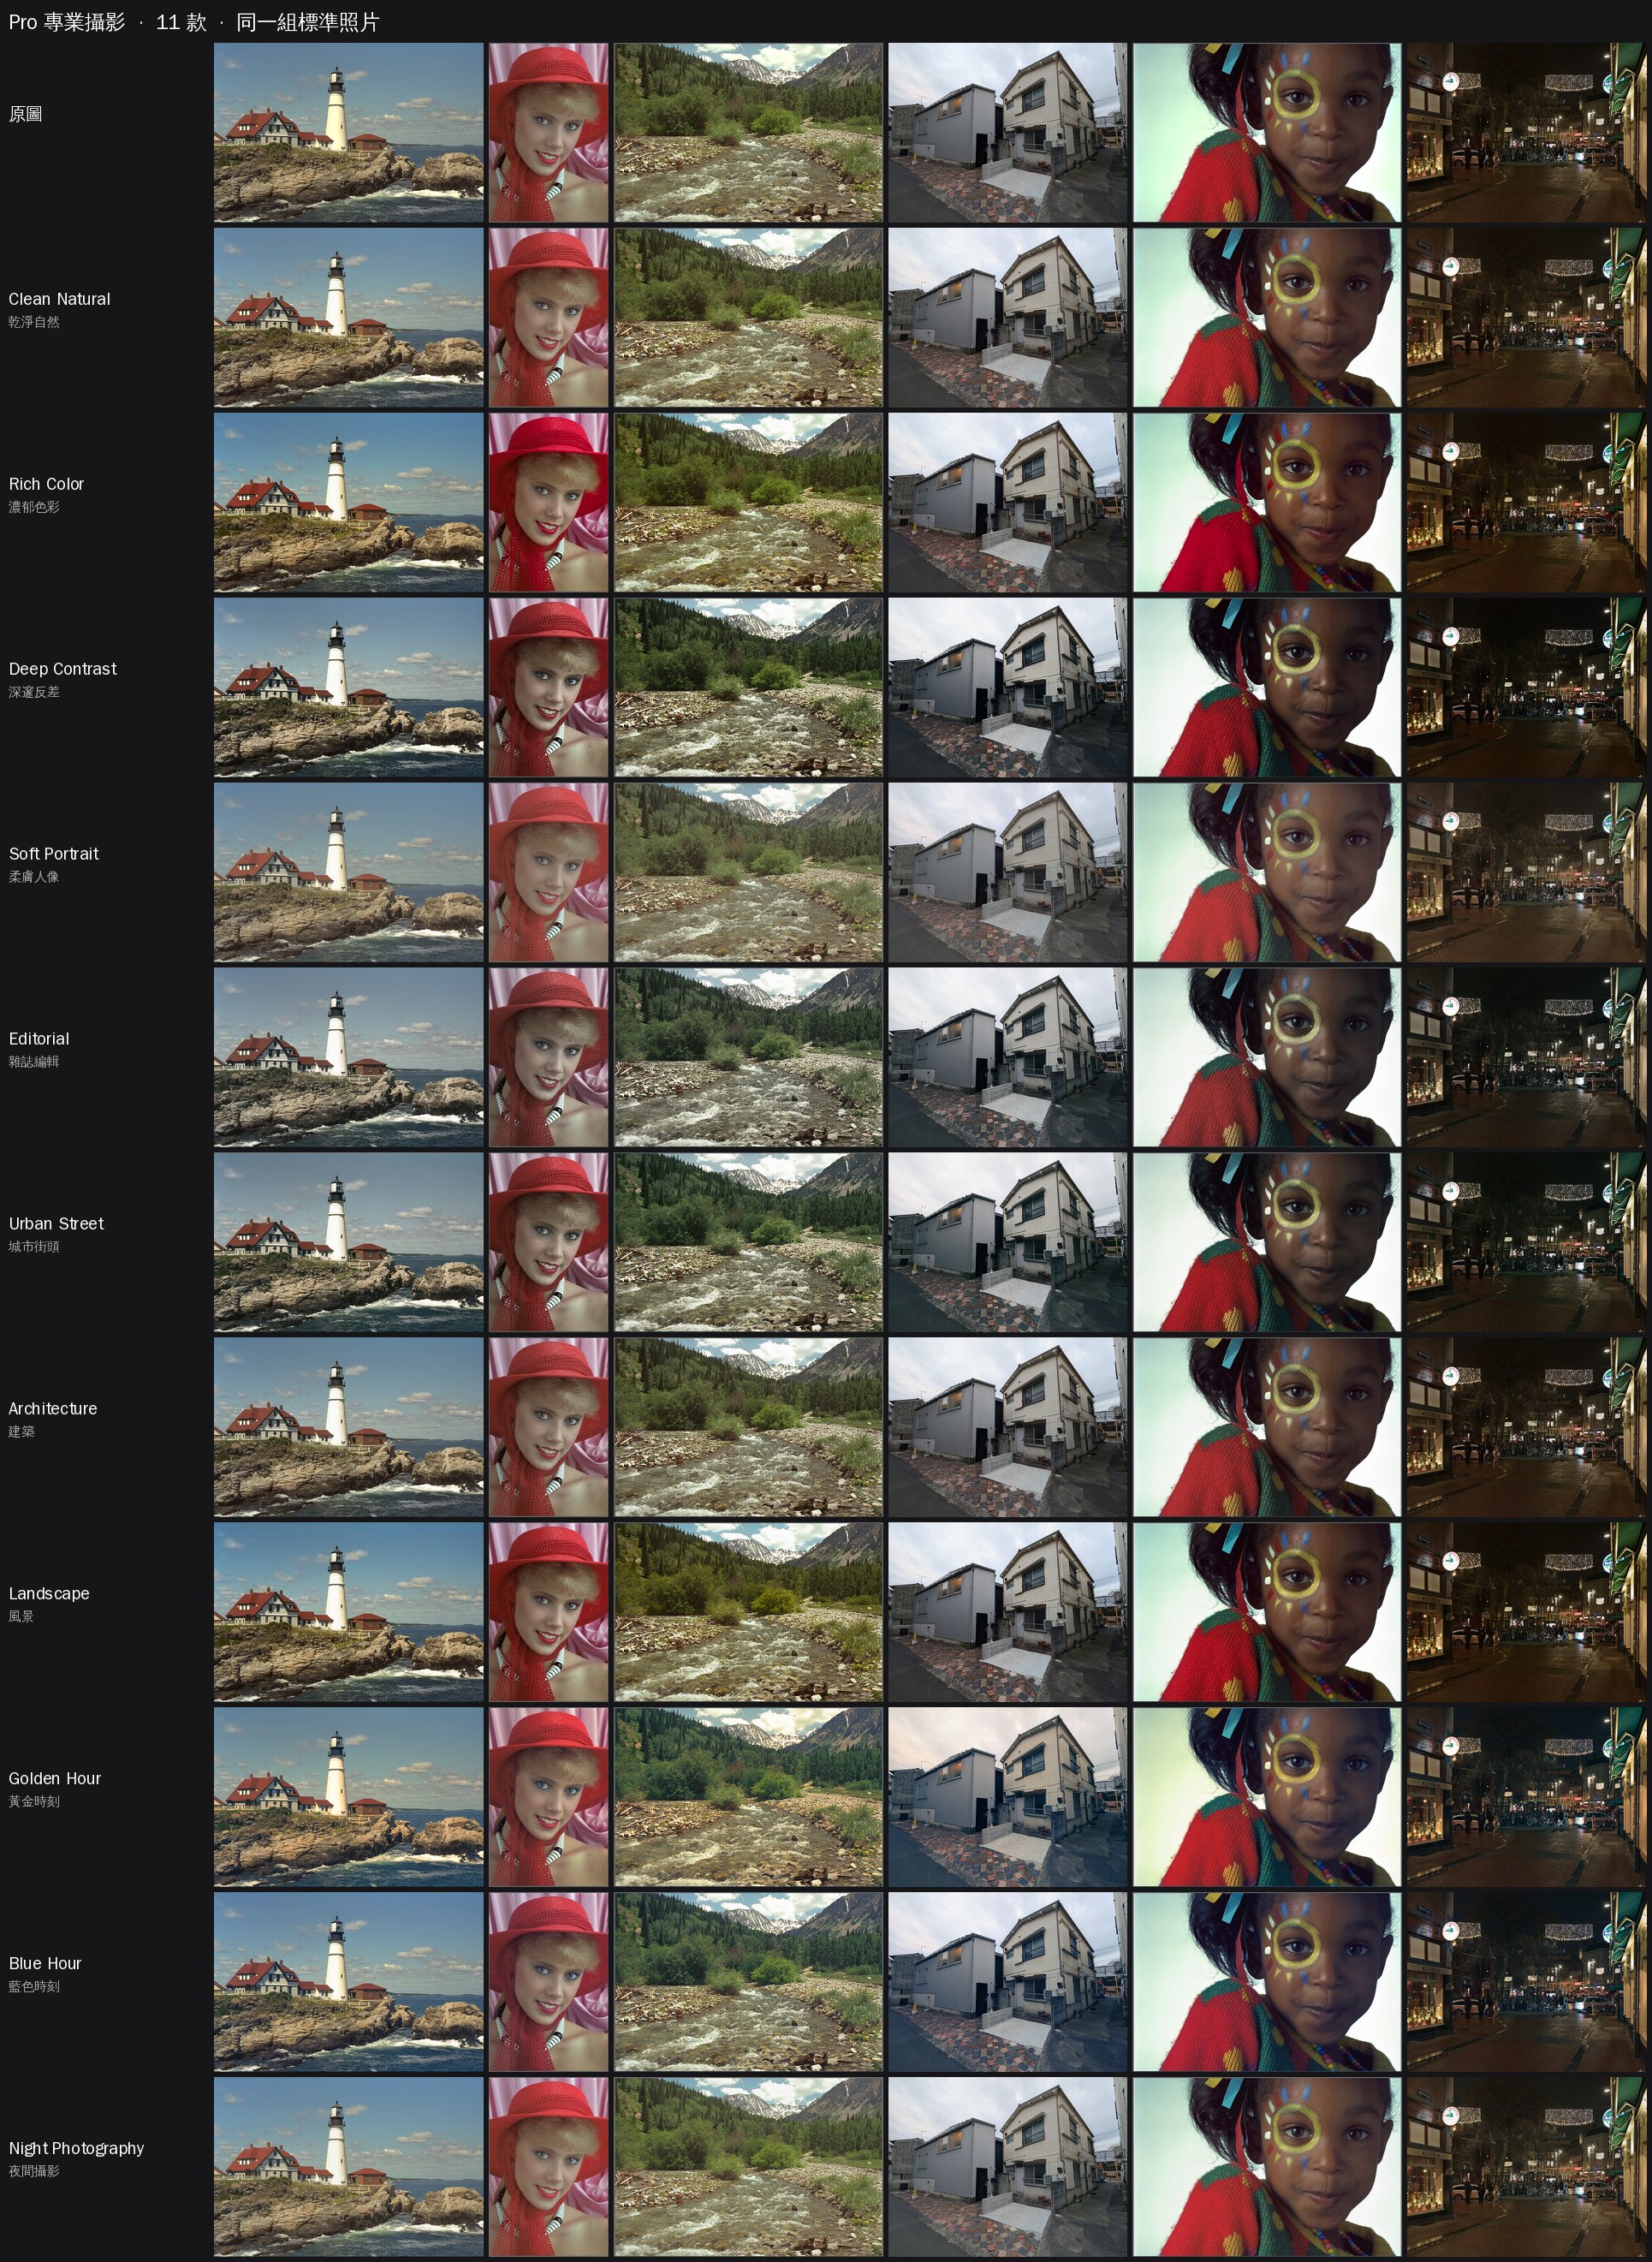 Pro 專業攝影 · 11 款 · 同一組標準照片
原圖
Clean Natural
乾淨自然
Rich Color
濃郁色彩
Deep Contrast
深邃反差
Soft Portrait
柔膚人像
Editorial
雜誌編輯
Urban Street
城市街頭
Architecture
建築
Landscape
風景
Golden Hour
黃金時刻
Blue Hour
藍色時刻
Night Photography
夜間攝影